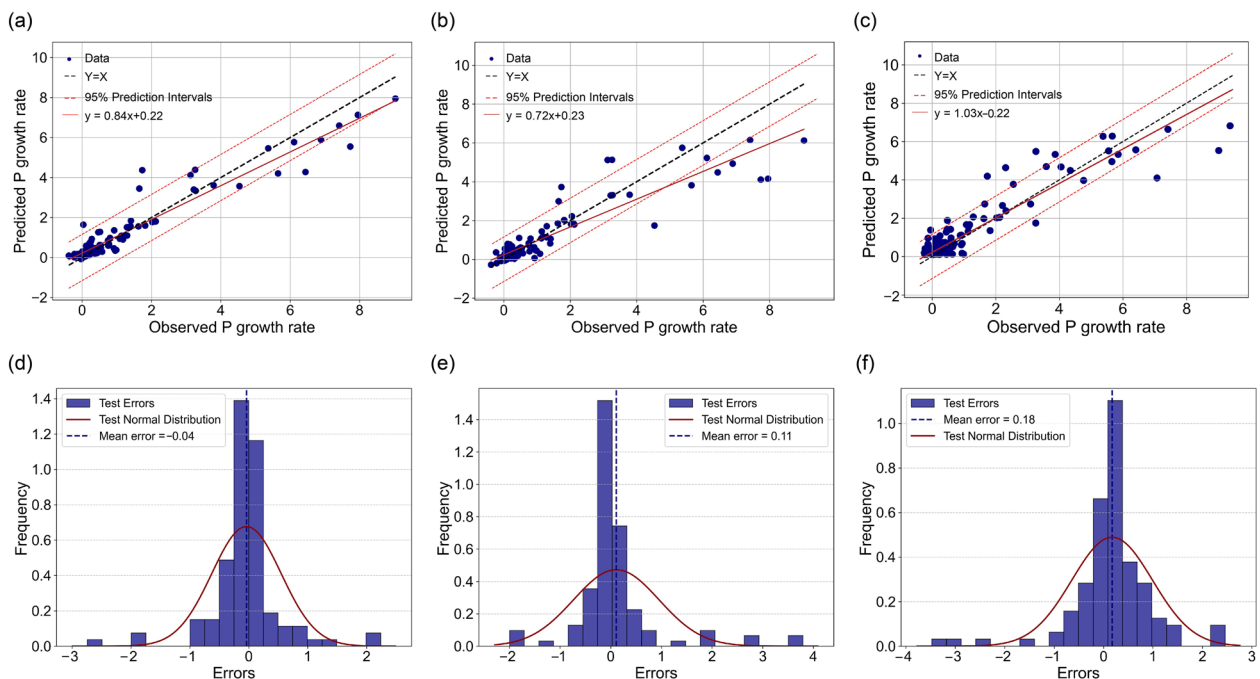 (a)
(b)
(c)
Predicted P growth rate
10
8
6
4
2
0
−2
Data
Y=X
95% Prediction Intervals
y = 0.84x+0.22
0 2 4 6 8
Observed P growth rate
Predicted P growth rate
10
8
6
4
2
0
−2
Data
Y=X
95% Prediction Intervals
y = 0.72x+0.23
0 2 4 6 8
Observed P growth rate
Predicted P growth rate
10
8
6
4
2
0
−2
Data
Y=X
95% Prediction Intervals
y = 1.03x−0.22
0 2 4 6 8
Observed P growth rate
(d)
(e)
(f)
Frequency
1.4
1.2
1.0
0.8
0.6
0.4
0.2
0.0
Test Errors
Test Normal Distribution
Mean error =−0.04
−3 −2 −1 0 1 2
Errors
Frequency
1.4
1.2
1.0
0.8
0.6
0.4
0.2
0.0
Test Errors
Test Normal Distribution
Mean error = 0.11
−2 −1 0 1 2 3 4
Errors
Frequency
1.0
0.8
0.6
0.4
0.2
0.0
Test Errors
Mean error = 0.18
Test Normal Distribution
−4 −3 −2 −1 0 1 2 3
Errors